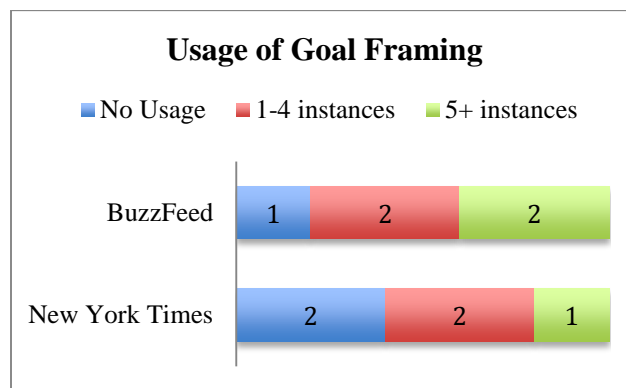 Usage of Goal Framing
No Usage 1-4 instances 5+ instances
BuzzFeed 1 2 2
New York Times 2 2 1